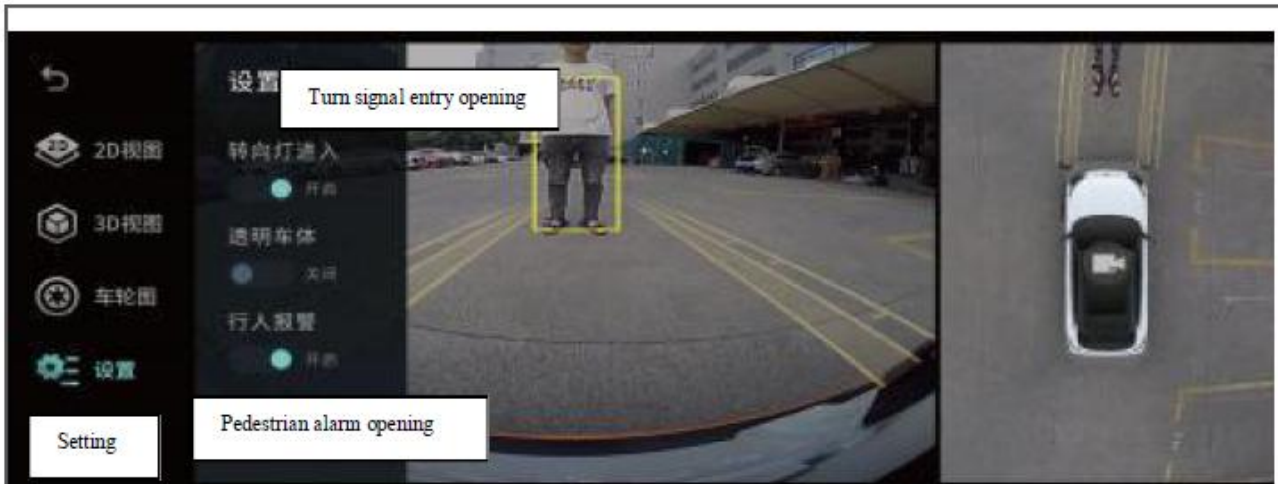 设置
Turn signal entry opening
2D视图
转向灯进入
开启
3D视图
透明车体
关闭
车轮图
行人报警
开启
设置
Setting
Pedestrian alarm opening